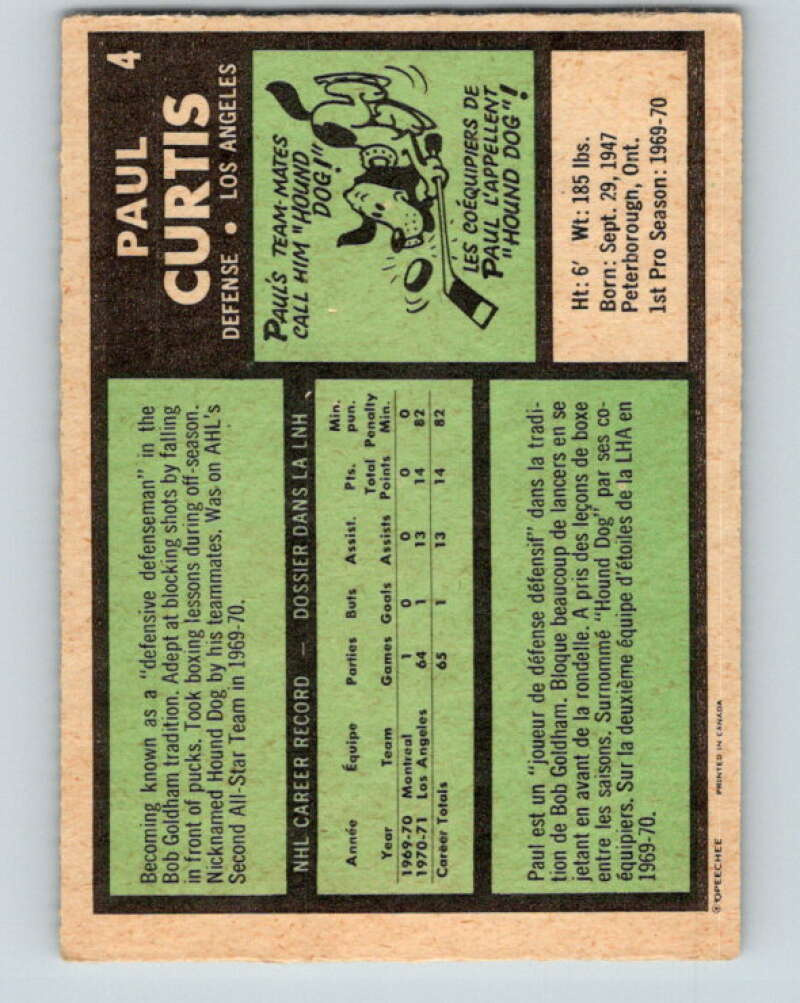 4
PAUL
CURTIS
DEFENSE • LOS ANGELES
Becoming known as a "defensive defenseman" in the
Bob Goldham tradition. Adept at blocking shots by falling
in front of pucks. Took boxing lessons during off-season.
Nicknamed Hound Dog by his teammates. Was on AHL's
Second All-Star Team in 1969-70.
PAUL'S TEAM-MATES
CALL HIM "HOUND
DOG!"
LES COÉQUIPIERS DE
PAUL L'APPELLENT
"HOUND DOG"!
NHL CAREER RECORD — DOSSIER DANS LA LNH
Année Équipe Parties Buts Assist. Pts. Min. pun.
Year Team Games Goals Assists Total Points Penalty Min.
1969-70 Montreal 1 0 0 0 0
1970-71 Los Angeles 64 1 13 14 82
Career Totals 65 1 13 14 82
Ht: 6' Wt: 185 lbs.
Born: Sept. 29, 1947
Peterborough, Ont.
1st Pro Season: 1969-70
Paul est un "joueur de défense défensif" dans la tradi-
tion de Bob Goldham. Bloque beaucoup de lancers en se
jetant en avant de la rondelle. A pris des leçons de boxe
entre les saisons. Surnommé "Hound Dog" par ses co-
équipiers. Sur la deuxième équipe d'étoiles de la LHA en
1969-70.
© OPEECHEE PRINTED IN CANADA